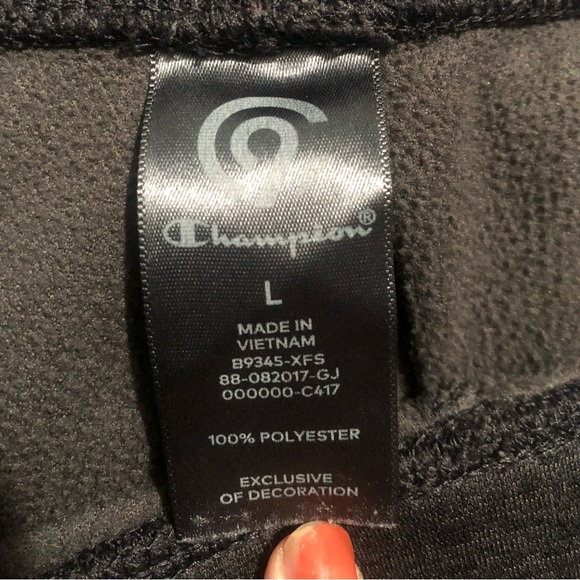 Champion®
L
MADE IN
VIETNAM
B9345-XFS
88-082017-GJ
000000-C417
100% POLYESTER
EXCLUSIVE
OF DECORATION